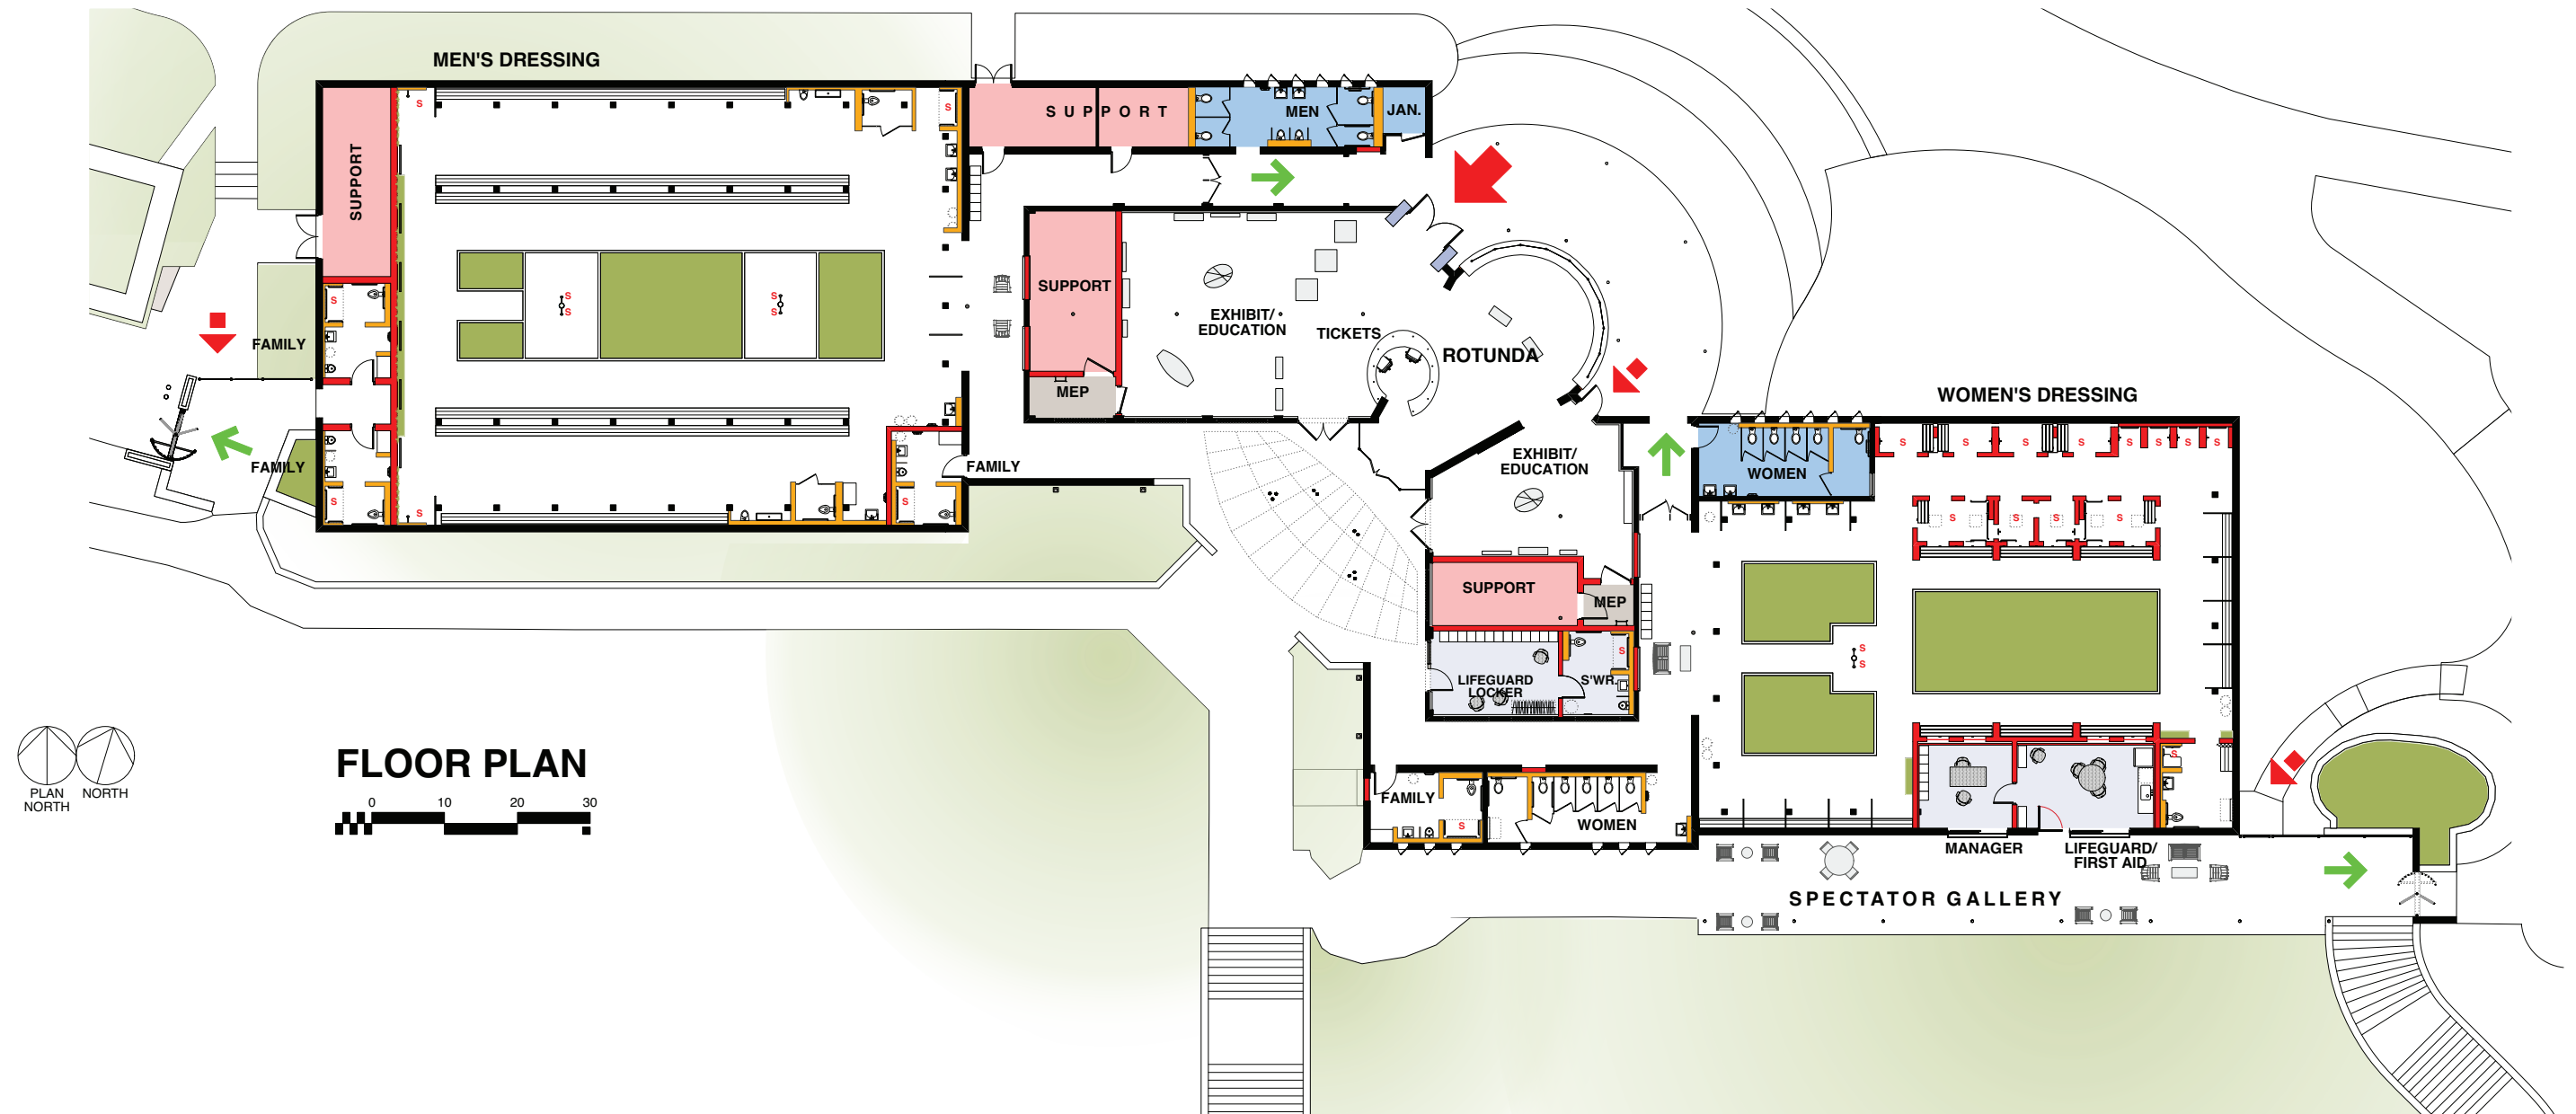 MEN'S DRESSING
S
S
SUPPORT
SUPPORT
MEN
JAN.
S
S
S
S
S
FAMILY
FAMILY
S
S
S
FAMILY
SUPPORT
MEP
EXHIBIT/
EDUCATION
TICKETS
ROTUNDA
WOMEN'S DRESSING
EXHIBIT/
EDUCATION
WOMEN
S
S
S
S
S
S
S
S
S
S
S
SUPPORT
MEP
S
S
S
LIFEGUARD
LOCKER
S'WR.
FAMILY
S
WOMEN
S
MANAGER
LIFEGUARD/
FIRST AID
SPECTATOR GALLERY
PLAN
NORTH
NORTH
FLOOR PLAN
0
10
20
30